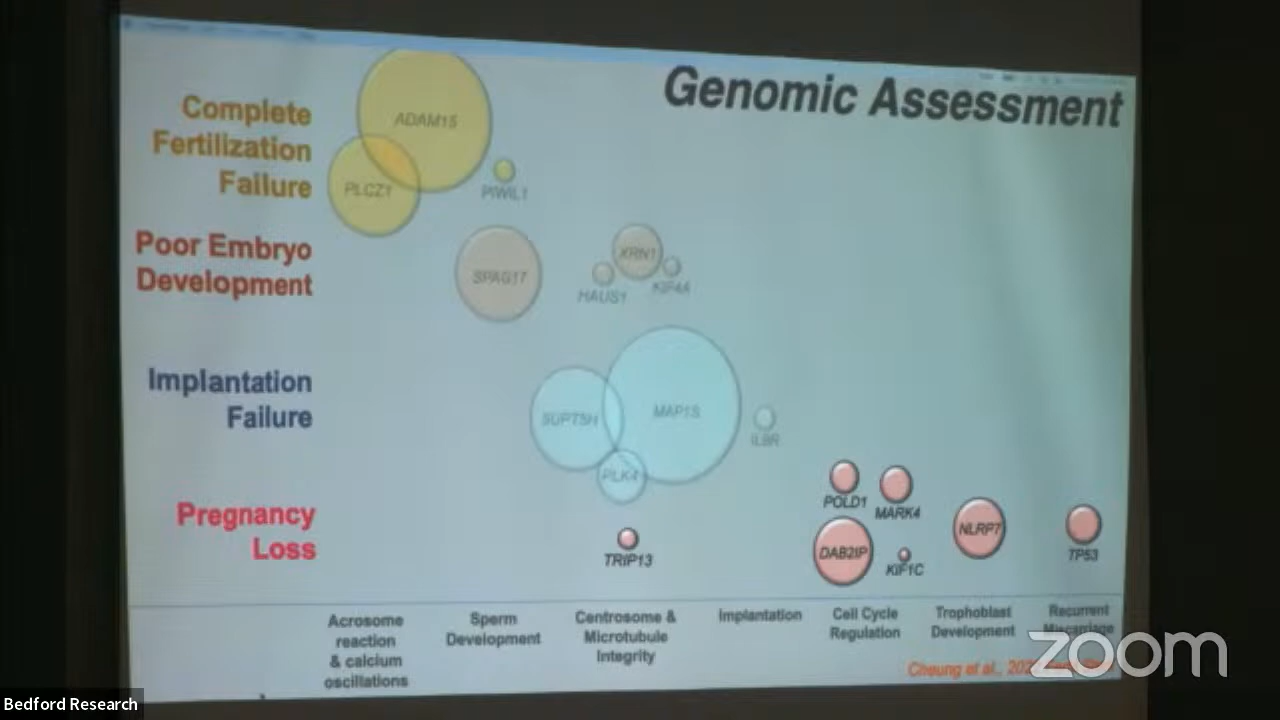 Genomic Assessment
Complete
Fertilization
Failure
ADAM15
PLCZ1
PIWIL1
Poor Embryo
Development
SPAG17
HAUS1
XRN1
KIF4A
Implantation
Failure
SUPT5H
MAP1S
PLK4
Pregnancy
Loss
TRIP13
POLD1
MARK4
DAB2IP
KIF1C
NLRP7
TP53
Acrosome
reaction
& calcium
oscillations
Sperm
Development
Centrosome &
Microtubule
Integrity
Implantation
Cell Cycle
Regulation
Trophoblast
Development
Recurrent
Miscarriage
Cheung et al.,
zoom
Bedford Research